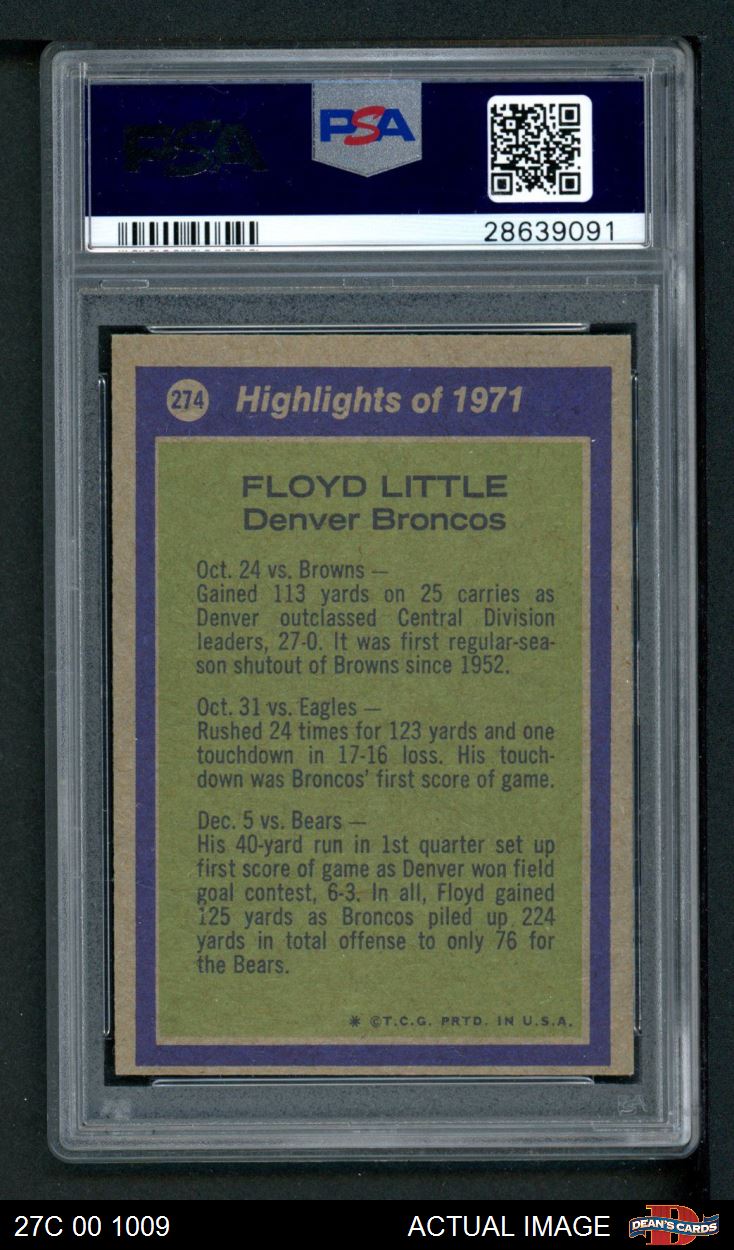 PSA
PSA
28639091
274 Highlights of 1971
FLOYD LITTLE
Denver Broncos
Oct. 24 vs. Browns —
Gained 113 yards on 25 carries as
Denver outclassed Central Division
leaders, 27-0. It was first regular-sea-
son shutout of Browns since 1952.
Oct. 31 vs. Eagles —
Rushed 24 times for 123 yards and one
touchdown in 17-16 loss. His touch-
down was Broncos' first score of game.
Dec. 5 vs. Bears —
His 40-yard run in 1st quarter set up
first score of game as Denver won field
goal contest, 6-3. In all, Floyd gained
125 yards as Broncos piled up 224
yards in total offense to only 76 for
the Bears.
* ©T.C.G. PRTD. IN U.S.A.
PSA
27C 00 1009 ACTUAL IMAGE DEAN'S CARDS